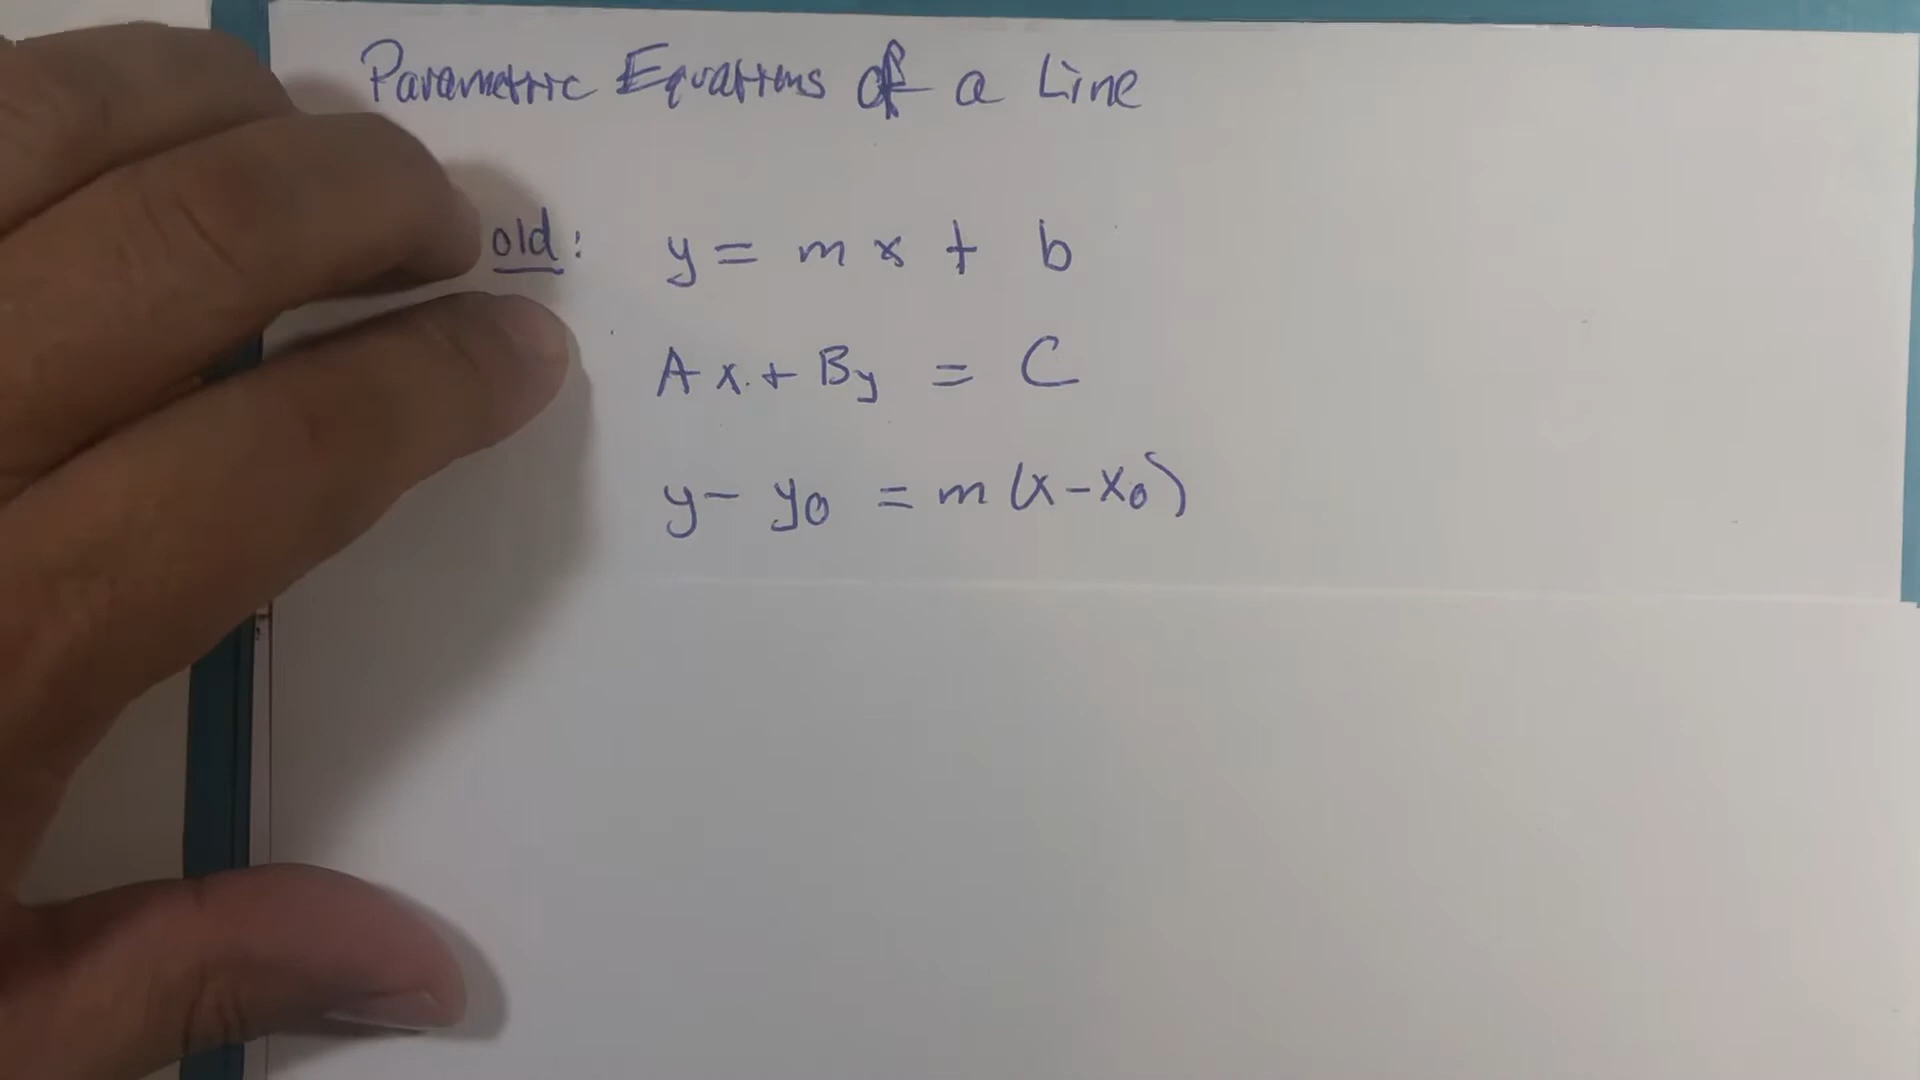 Parametric Equations of a Line
old: y = mx + b
Ax + By = C
y - y₀ = m(x - x₀)